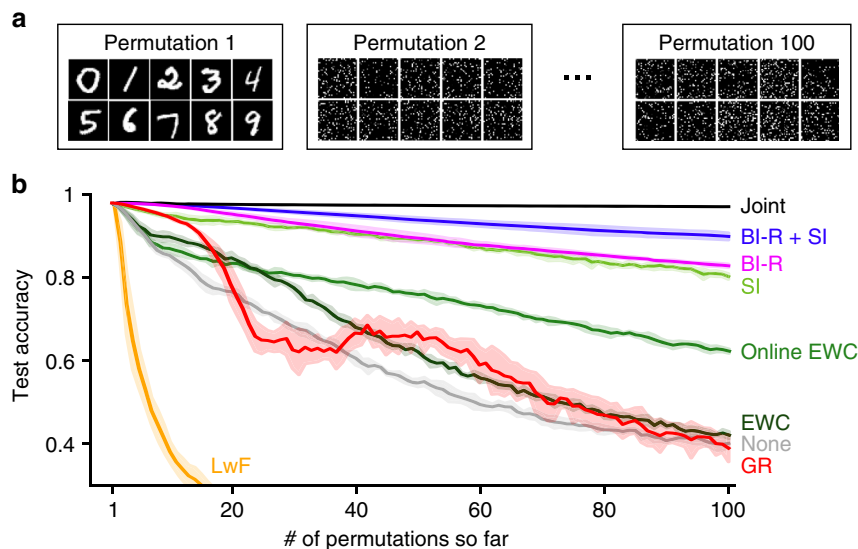 a
Permutation 1
Permutation 2
...
Permutation 100
0 1 2 3 4
5 6 7 8 9
b
Test accuracy
1
0.8
0.6
0.4
Joint
BI-R + SI
BI-R
SI
Online EWC
EWC
None
GR
LwF
1 20 40 60 80 100
# of permutations so far